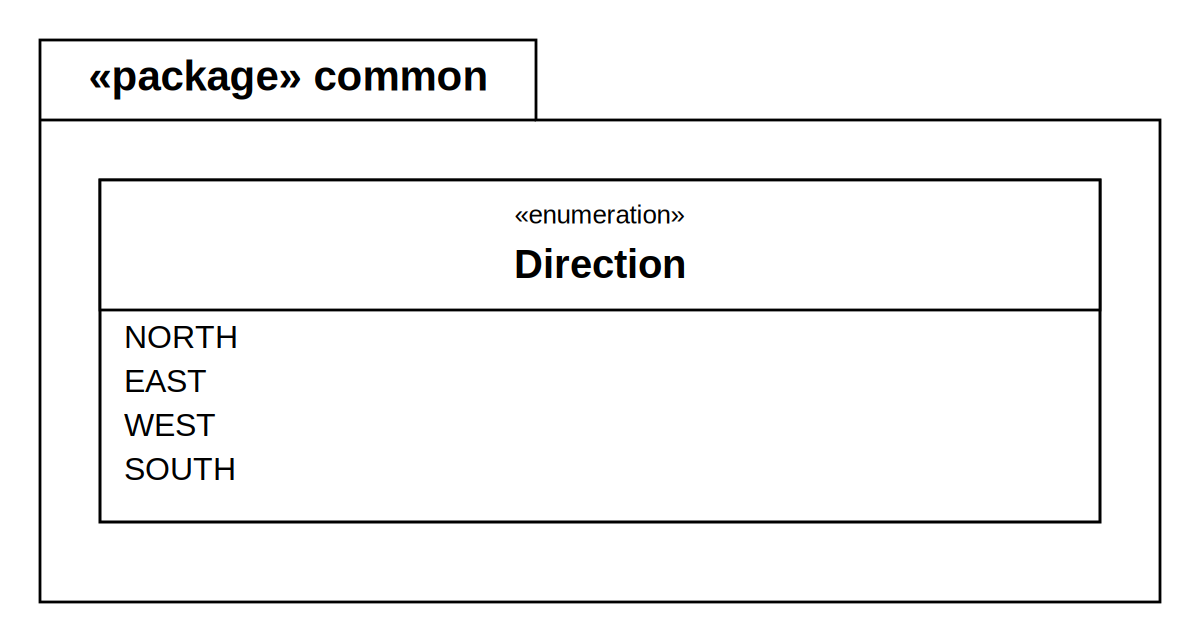 «package» common
«enumeration»
Direction
NORTH
EAST
WEST
SOUTH